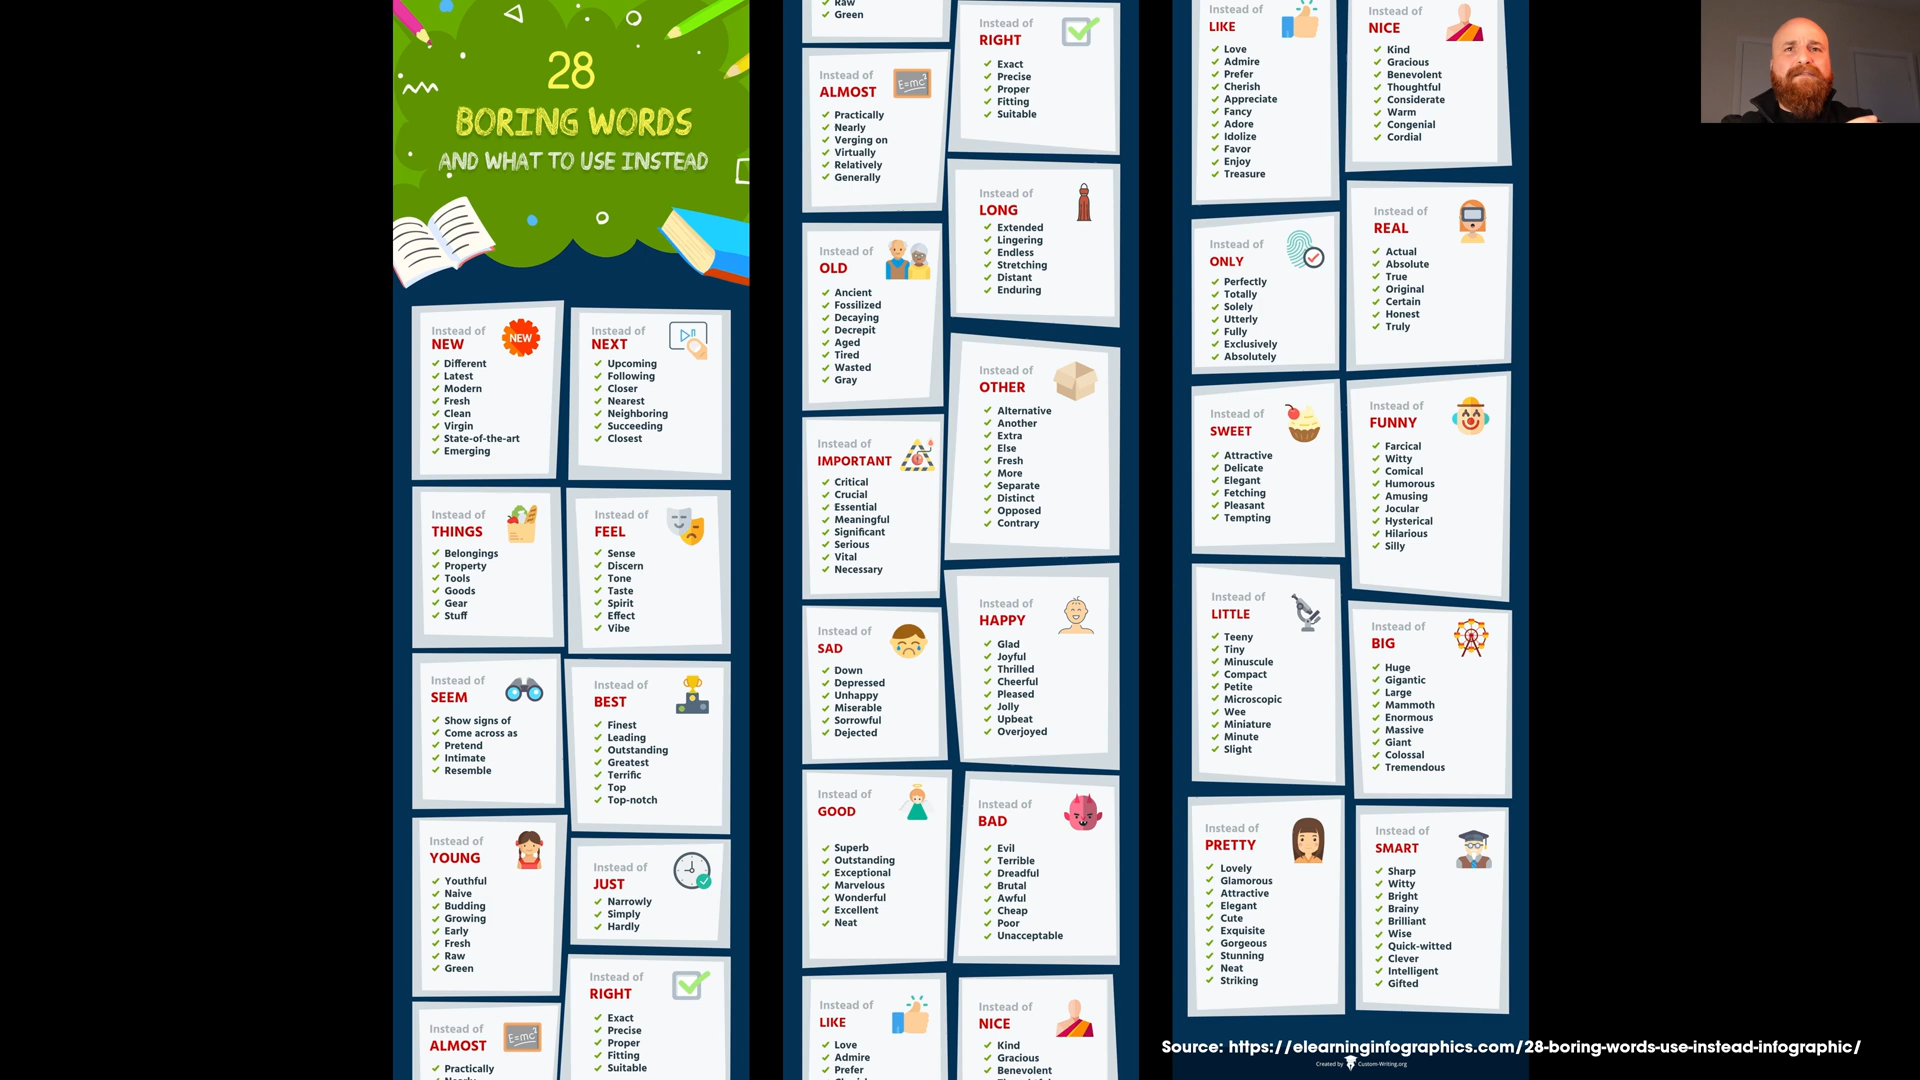 28
BORING WORDS
AND WHAT TO USE INSTEAD
Instead of
NEW
NEW
Different
Latest
Modern
Fresh
Clean
Virgin
State-of-the-art
Emerging
Instead of
NEXT
Upcoming
Following
Closer
Nearest
Neighboring
Succeeding
Closest
Instead of
THINGS
Belongings
Property
Tools
Goods
Gear
Stuff
Instead of
FEEL
Sense
Discern
Tone
Taste
Spirit
Effect
Vibe
Instead of
SEEM
Show signs of
Come across as
Pretend
Intimate
Resemble
Instead of
BEST
Finest
Leading
Outstanding
Greatest
Terrific
Top
Top-notch
Instead of
YOUNG
Youthful
Naive
Budding
Growing
Early
Fresh
Raw
Green
Instead of
JUST
Narrowly
Simply
Hardly
Instead of
ALMOST
E=mc²
Practically
Instead of
RIGHT
Exact
Precise
Proper
Fitting
Suitable
Raw
Green
Instead of
RIGHT
Exact
Precise
Proper
Fitting
Suitable
Instead of
ALMOST
E=mc²
Practically
Nearly
Verging on
Virtually
Relatively
Generally
Instead of
LONG
Extended
Lingering
Endless
Stretching
Distant
Enduring
Instead of
OLD
Ancient
Fossilized
Decaying
Decrepit
Aged
Tired
Wasted
Gray
Instead of
OTHER
Alternative
Another
Extra
Else
Fresh
More
Separate
Distinct
Opposed
Contrary
Instead of
IMPORTANT
Critical
Crucial
Essential
Meaningful
Significant
Serious
Vital
Necessary
Instead of
HAPPY
Glad
Joyful
Thrilled
Cheerful
Pleased
Jolly
Upbeat
Overjoyed
Instead of
SAD
Down
Depressed
Unhappy
Miserable
Sorrowful
Dejected
Instead of
GOOD
Superb
Outstanding
Exceptional
Marvelous
Wonderful
Excellent
Neat
Instead of
BAD
Evil
Terrible
Dreadful
Brutal
Awful
Cheap
Poor
Unacceptable
Instead of
LIKE
Love
Admire
Prefer
Instead of
NICE
Kind
Gracious
Benevolent
Instead of
LIKE
Love
Admire
Prefer
Cherish
Appreciate
Fancy
Adore
Idolize
Favor
Enjoy
Treasure
Instead of
NICE
Kind
Gracious
Benevolent
Thoughtful
Considerate
Warm
Congenial
Cordial
Instead of
ONLY
Perfectly
Totally
Solely
Utterly
Fully
Exclusively
Absolutely
Instead of
REAL
Actual
Absolute
True
Original
Certain
Honest
Truly
Instead of
SWEET
Attractive
Delicate
Elegant
Fetching
Pleasant
Tempting
Instead of
FUNNY
Farcical
Witty
Comical
Humorous
Amusing
Jocular
Hysterical
Hilarious
Silly
Instead of
LITTLE
Teeny
Tiny
Minuscule
Compact
Petite
Microscopic
Wee
Miniature
Minute
Slight
Instead of
BIG
Huge
Gigantic
Large
Mammoth
Enormous
Massive
Giant
Colossal
Tremendous
Instead of
PRETTY
Lovely
Glamorous
Attractive
Elegant
Cute
Exquisite
Gorgeous
Stunning
Neat
Striking
Instead of
SMART
Sharp
Witty
Bright
Brainy
Brilliant
Wise
Quick-witted
Clever
Intelligent
Gifted
Source: https://elearninginfographics.com/28-boring-words-use-instead-infographic/
Created by Custom-Writing.org